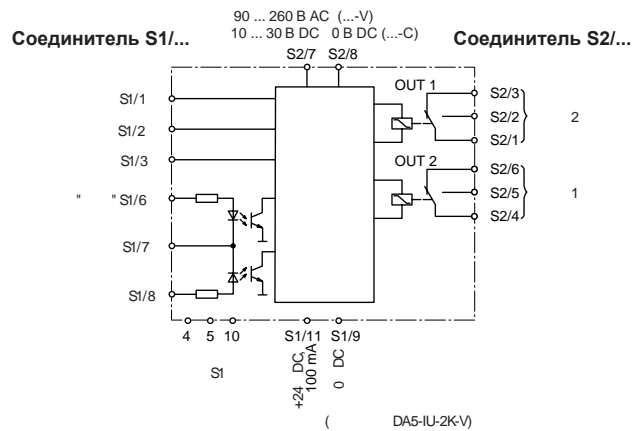 90 ... 260 В AC (...-V)
10 ... 30 В DC 0 В DC (...-C)
Соединитель S1/...
Соединитель S2/...
S2/7 S2/8
OUT 1
S1/1
S2/3
S1/2
S2/2
2
S2/1
S1/3
OUT 2
S2/6
" " S1/6
S2/5
1
S2/4
S1/7
S1/8
4 5 10
S1/11 S1/9
S1
+24 DC,
100 mA
0 DC
( DA5-IU-2K-V)